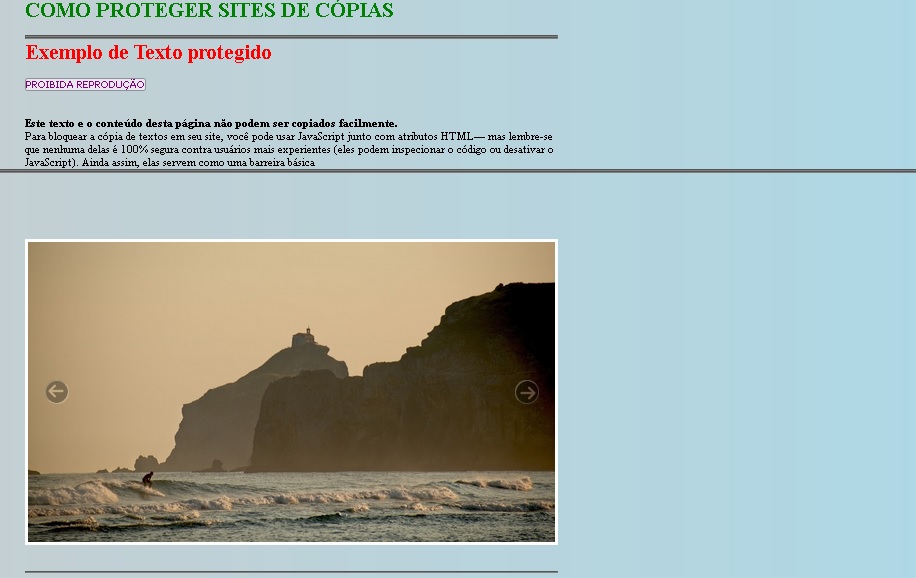 COMO PROTEGER SITES DE CÓPIAS
Exemplo de Texto protegido
PROIBIDA REPRODUÇÃO
Este texto e o conteúdo desta página não podem ser copiados facilmente.
Para bloquear a cópia de textos em seu site, você pode usar JavaScript junto com atributos HTML— mas lembre-se
que nenhuma delas é 100% segura contra usuários mais experientes (eles podem inspecionar o código ou desativar o
JavaScript). Ainda assim, elas servem como uma barreira básica